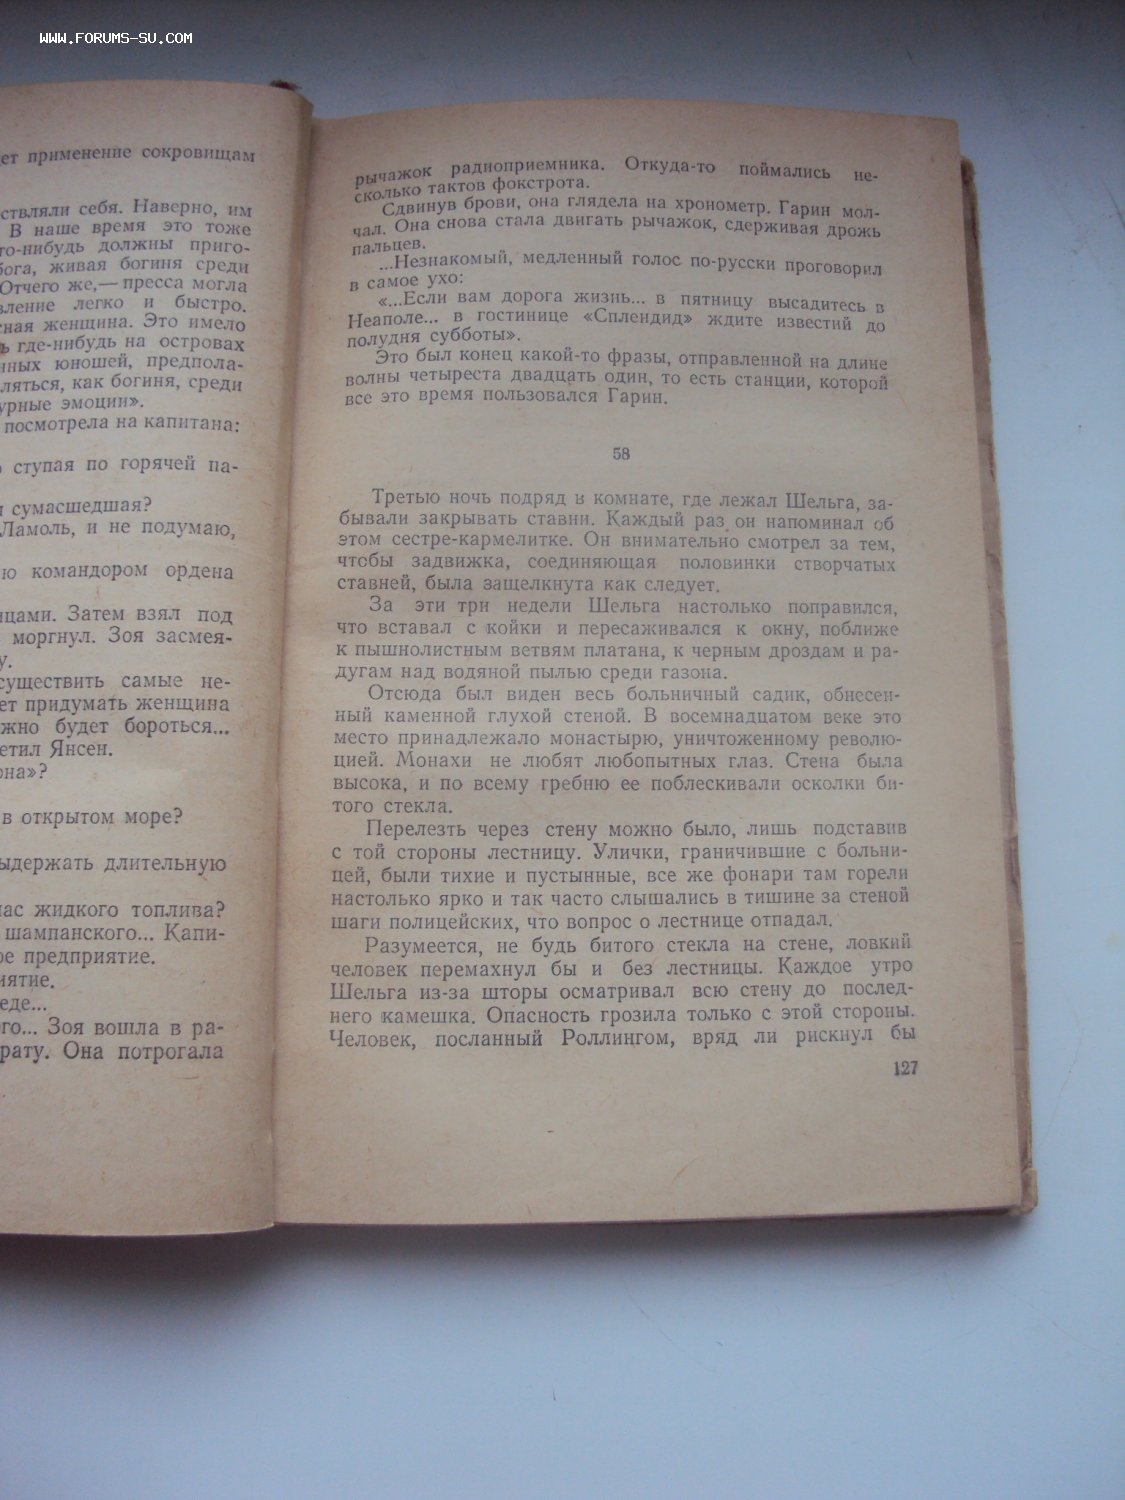 WWW.FORUMS-SU.COM
ет применение сокровищам
ствляли себя. Наверно, им
В наше время это тоже
то-нибудь должны приго-
бога, живая богиня среди
Отчего же,— пресса могла
вление легко и быстро.
сная женщина. Это имело
ь где-нибудь на островах
нных юношей, предпола-
ляться, как богиня, среди
урные эмоции».
посмотрела на капитана:
ступая по горячей па-
сумасшедшая?
Ламоль, и не подумаю,
ю командором ордена
ицами. Затем взял под
моргнул. Зоя засмея-
у.
существить самые не-
ет придумать женщина
жно будет бороться...
етил Янсен.
она»?
в открытом море?
ыдержать длительную
ас жидкого топлива?
шампанского... Капи-
ое предприятие.
иятие.
еде...
го... Зоя вошла в ра-
рату. Она потрогала
рычажок радиоприемника. Откуда-то поймались не-
сколько тактов фокстрота.
Сдвинув брови, она глядела на хронометр. Гарин мол-
чал. Она снова стала двигать рычажок, сдерживая дрожь
пальцев.
...Незнакомый, медленный голос по-русски проговорил
в самое ухо:
«...Если вам дорога жизнь... в пятницу высадитесь в
Неаполе... в гостинице «Сплендид» ждите известий до
полудня субботы».
Это был конец какой-то фразы, отправленной на длине
волны четыреста двадцать один, то есть станции, которой
все это время пользовался Гарин.
58
Третью ночь подряд в комнате, где лежал Шельга, за-
бывали закрывать ставни. Каждый раз он напоминал об
этом сестре-кармелитке. Он внимательно смотрел за тем,
чтобы задвижка, соединяющая половинки створчатых
ставней, была защелкнута как следует.
За эти три недели Шельга настолько поправился,
что вставал с койки и пересаживался к окну, поближе
к пышнолистным ветвям платана, к черным дроздам и ра-
дугам над водяной пылью среди газона.
Отсюда был виден весь больничный садик, обнесен-
ный каменной глухой стеной. В восемнадцатом веке это
место принадлежало монастырю, уничтоженному револю-
цией. Монахи не любят любопытных глаз. Стена была
высока, и по всему гребню ее поблескивали осколки би-
того стекла.
Перелезть через стену можно было, лишь подставив
с той стороны лестницу. Улички, граничившие с больни-
цей, были тихие и пустынные, все же фонари там горели
настолько ярко и так часто слышались в тишине за стеной
шаги полицейских, что вопрос о лестнице отпадал.
Разумеется, не будь битого стекла на стене, ловкий
человек перемахнул бы и без лестницы. Каждое утро
Шельга из-за шторы осматривал всю стену до послед-
него камешка. Опасность грозила только с этой стороны.
Человек, посланный Роллингом, вряд ли рискнул бы
127